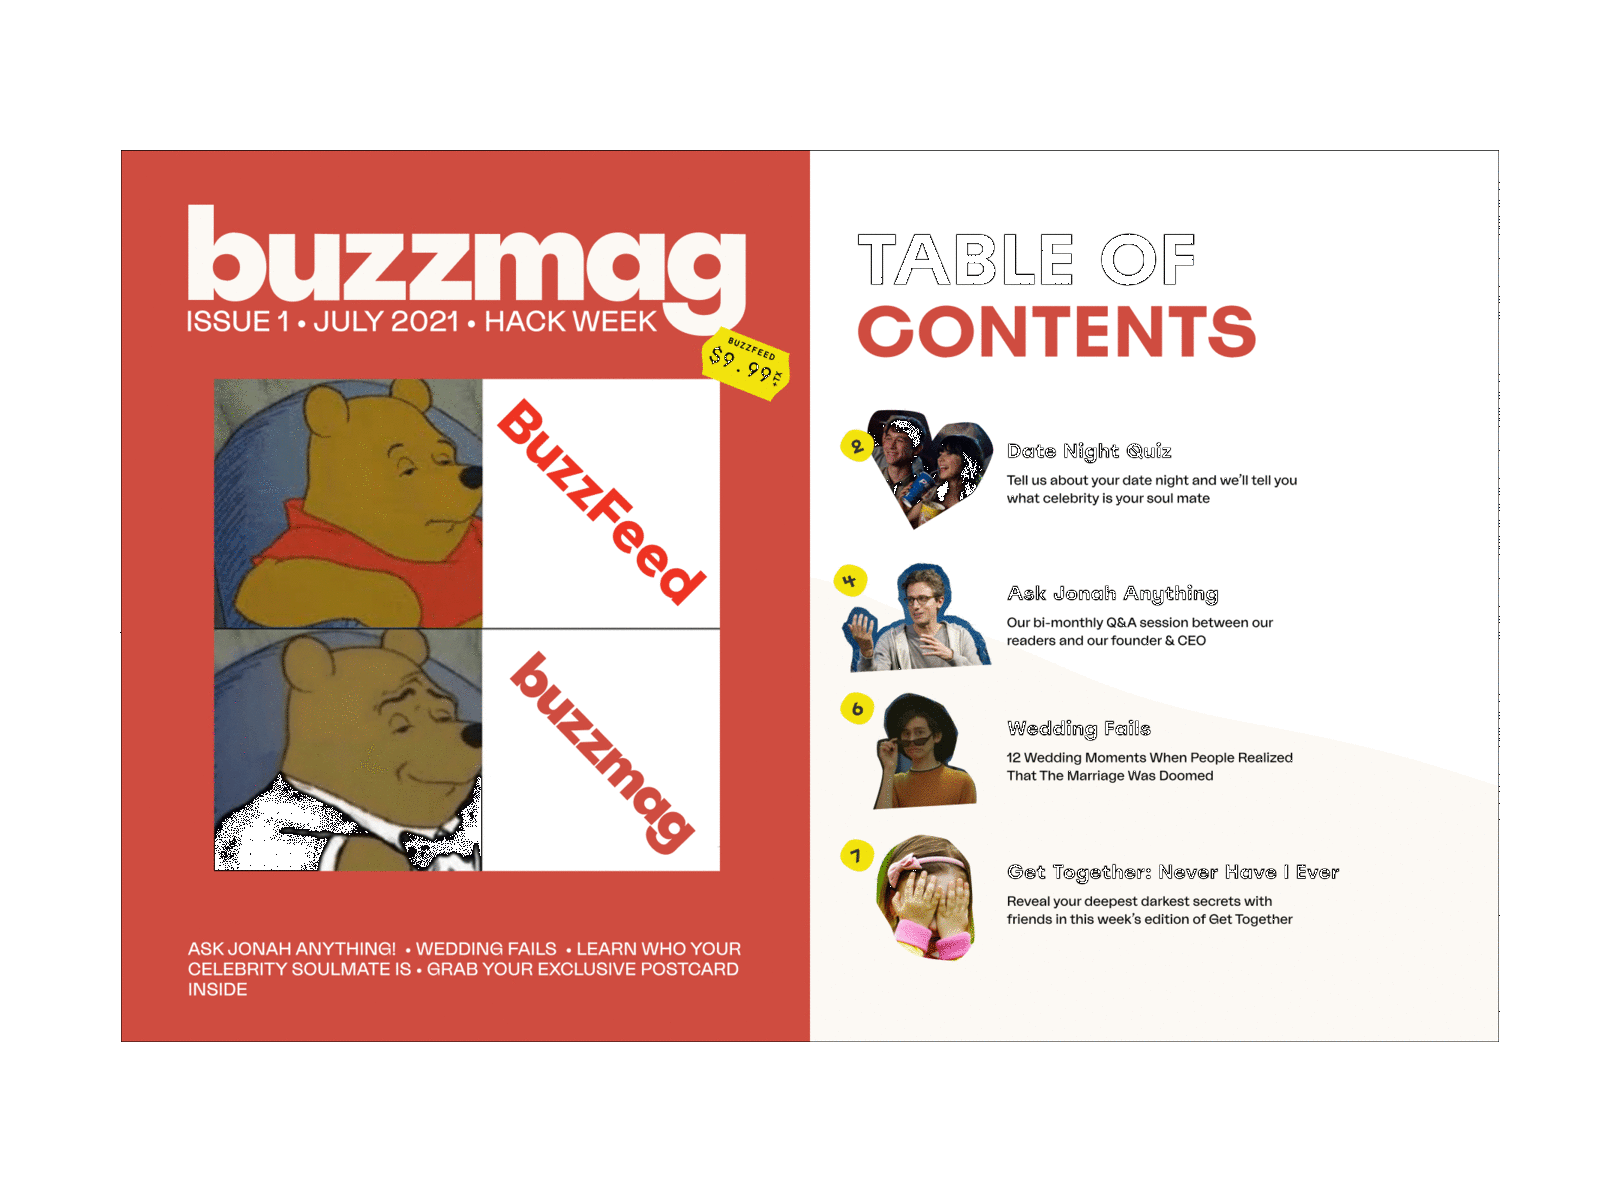 buzzmag
ISSUE 1 • JULY 2021 • HACK WEEK
BUZZFEED
$9.99
BuzzFeed
buzzmag
ASK JONAH ANYTHING! • WEDDING FAILS • LEARN WHO YOUR
CELEBRITY SOULMATE IS • GRAB YOUR EXCLUSIVE POSTCARD
INSIDE
TABLE OF
CONTENTS
2
Date Night Quiz
Tell us about your date night and we'll tell you
what celebrity is your soul mate
4
Ask Jonah Anything
Our bi-monthly Q&A session between our
readers and our founder & CEO
6
Wedding Fails
12 Wedding Moments When People Realized
That The Marriage Was Doomed
7
Get Together: Never Have I Ever
Reveal your deepest darkest secrets with
friends in this week's edition of Get Together